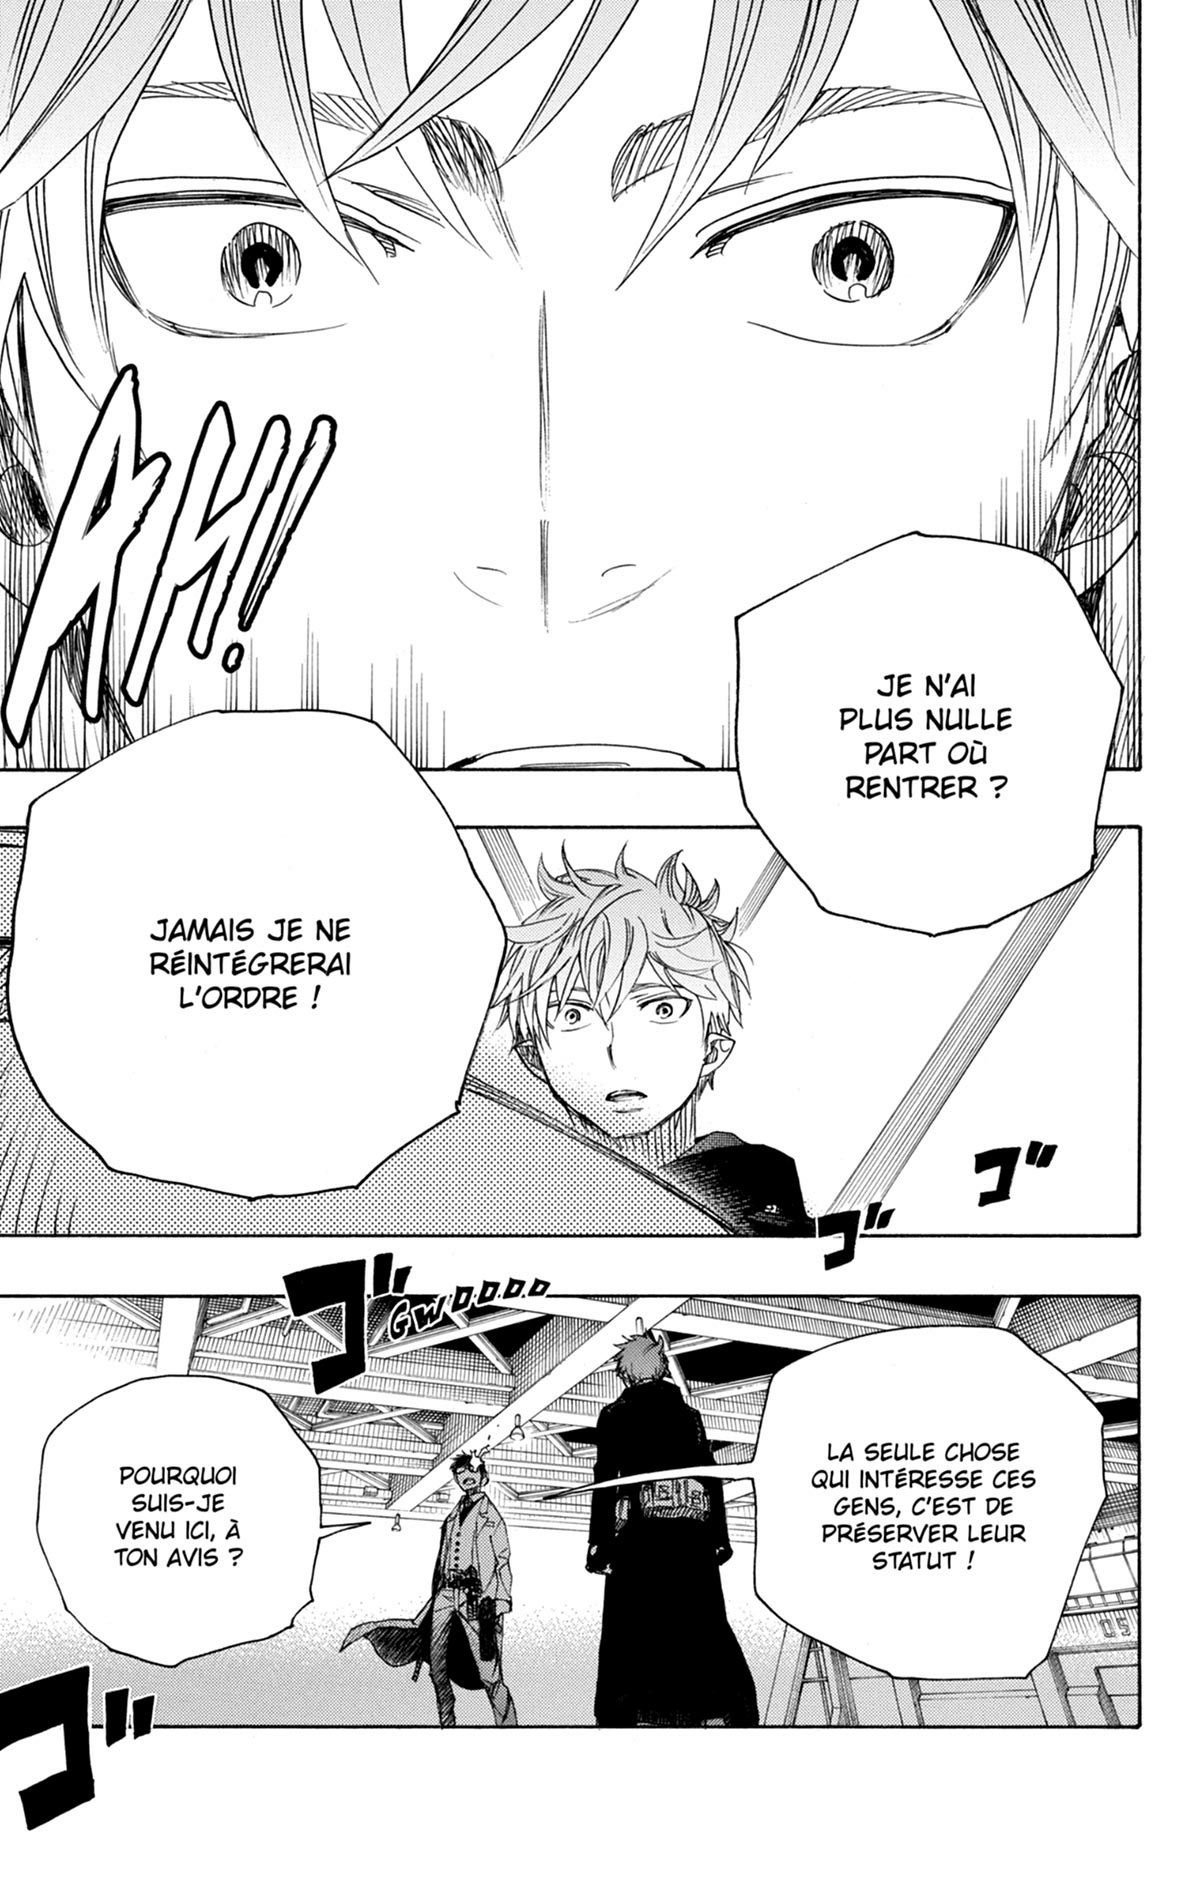 JE N'AI
PLUS NULLE
PART OÙ
RENTRER ?
AH!
JAMAIS JE NE
RÉINTÉGRERAI
L'ORDRE !
ゴ
ゴ
ゴ
GWOOOO
LA SEULE CHOSE
QUI INTÉRESSE CES
GENS, C'EST DE
PRÉSERVER LEUR
STATUT !
POURQUOI
SUIS-JE
VENU ICI, À
TON AVIS ?
05
ゴ